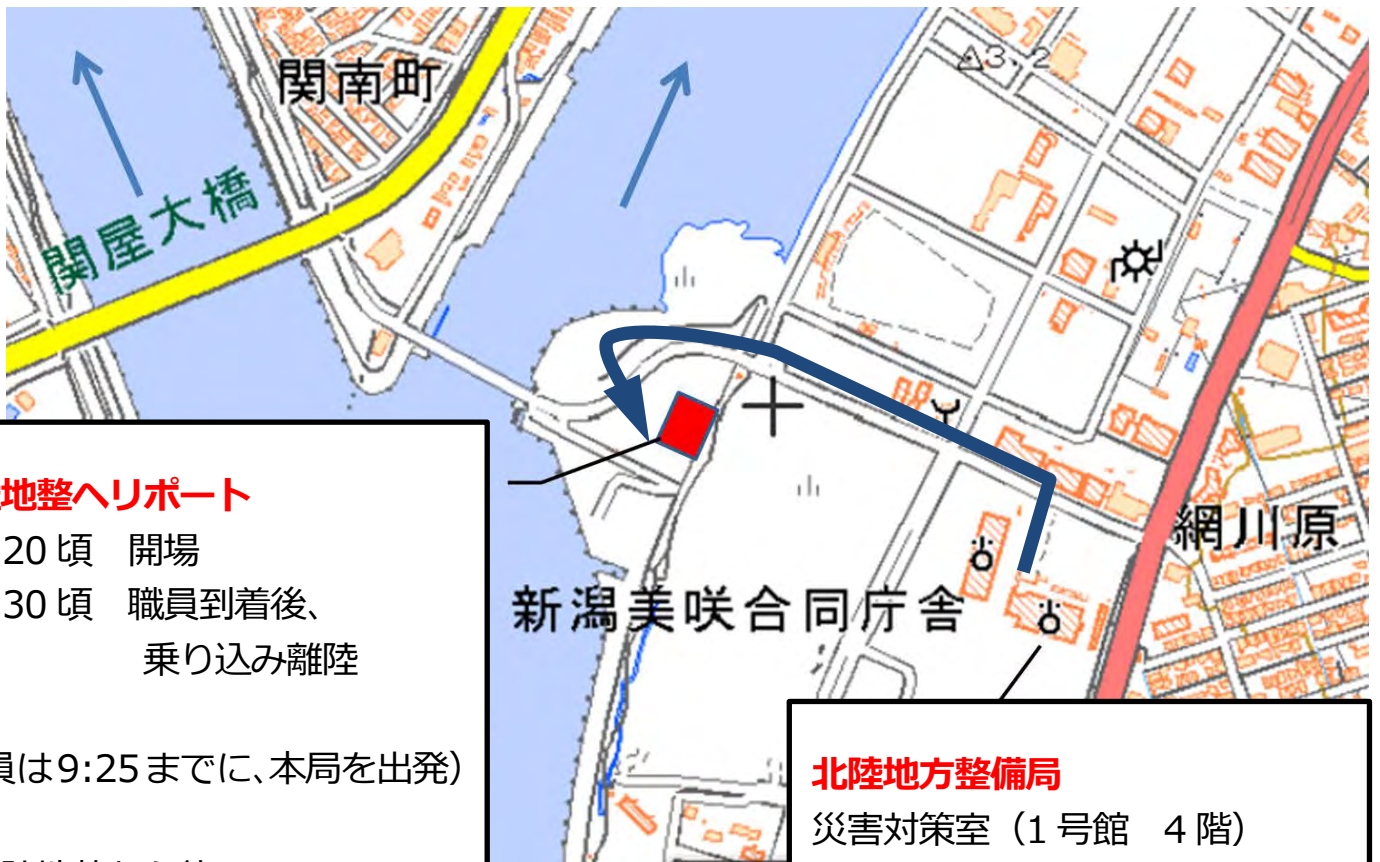 関南町
3.2
関屋大橋
地整ヘリポート
20頃 開場
30頃 職員到着後、
乗り込み離陸
員は9:25までに、本局を出発)
網川原
新潟美咲合同庁舎
北陸地方整備局
災害対策室(1号館 4階)